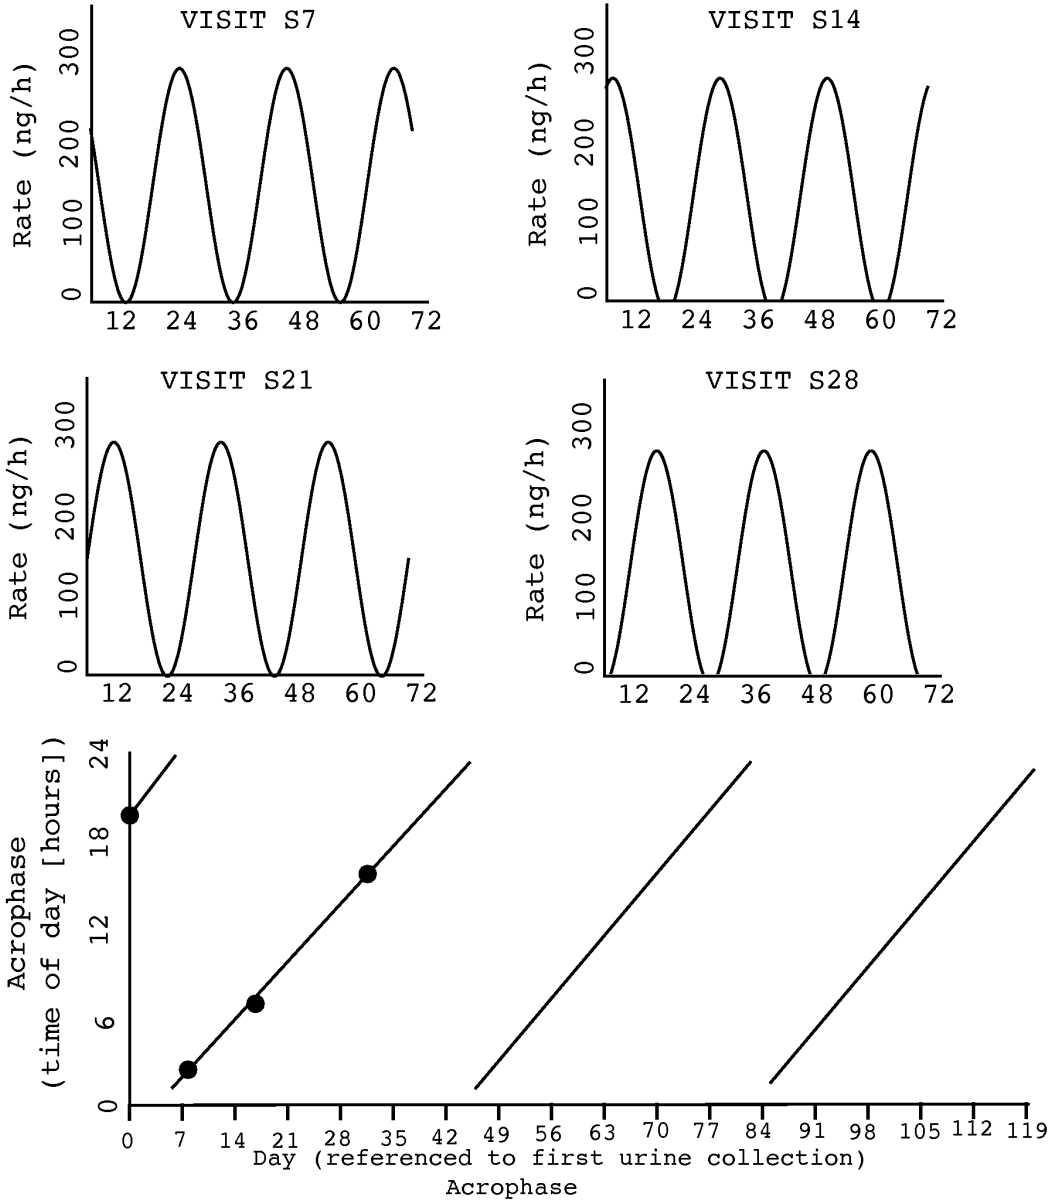 VISIT S7
Rate (ng/h)
300
200
100
0
12 24 36 48 60 72
VISIT S14
Rate (ng/h)
300
200
100
0
12 24 36 48 60 72
VISIT S21
Rate (ng/h)
300
200
100
0
12 24 36 48 60 72
VISIT S28
Rate (ng/h)
300
200
100
0
12 24 36 48 60 72
Acrophase
(time of day [hours])
24
18
12
6
0
0 7 14 21 28 35 42 49 56 63 70 77 84 91 98 105 112 119
Day (referenced to first urine collection)
Acrophase